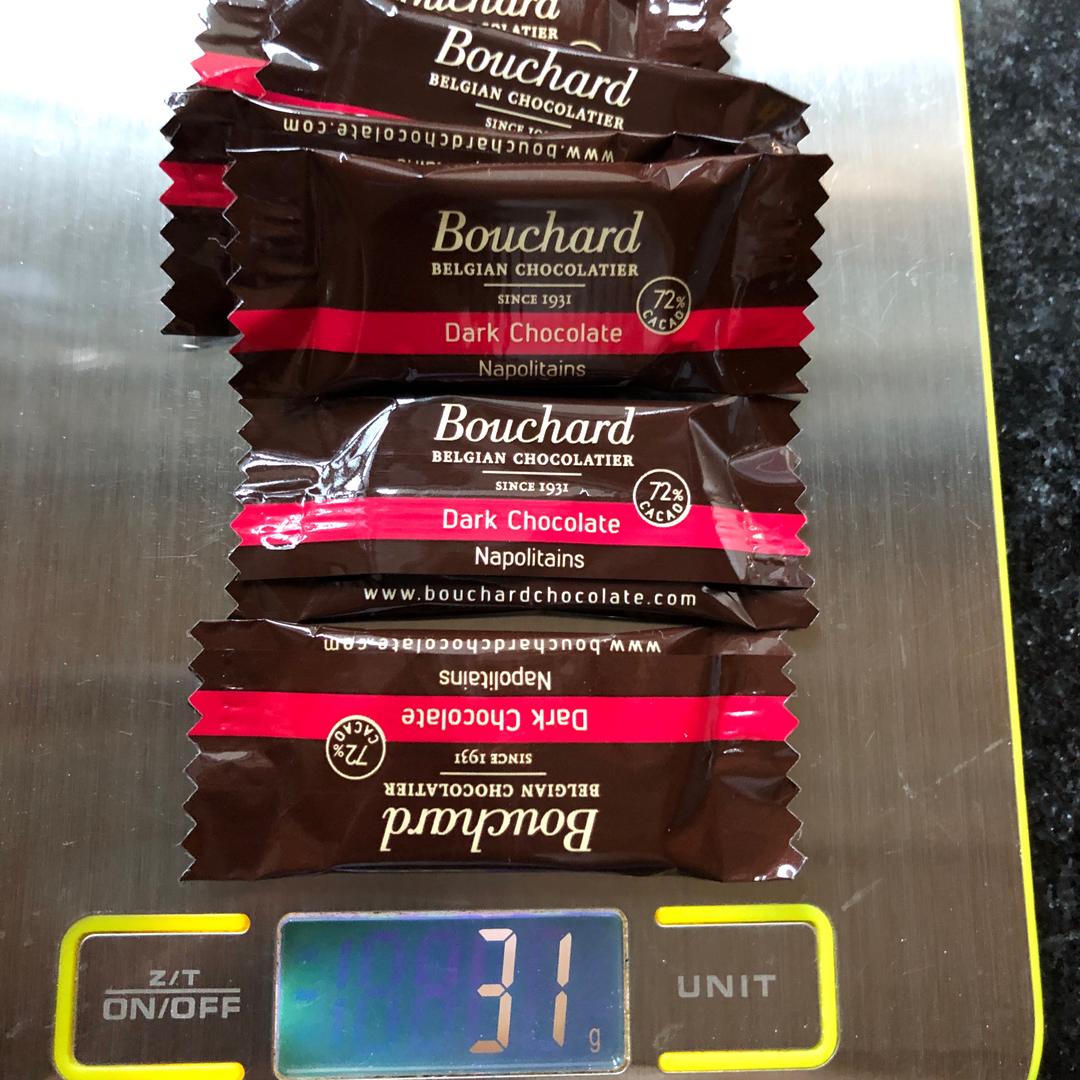 Bouchard
BELGIAN CHOCOLATIER
SINCE
www.bouchardchocolate.com
Bouchard
BELGIAN CHOCOLATIER
SINCE 1931
72%
CACAO
Dark Chocolate
Napolitains
Bouchard
BELGIAN CHOCOLATIER
SINCE 1931
72%
CACAO
Dark Chocolate
Napolitains
www.bouchardchocolate.com
www.bouchardchocolate.com
Napolitains
Dark Chocolate
72%
CACAO
SINCE 1931
BELGIAN CHOCOLATIER
Bouchard
Z/T
ON/OFF
31 g
UNIT